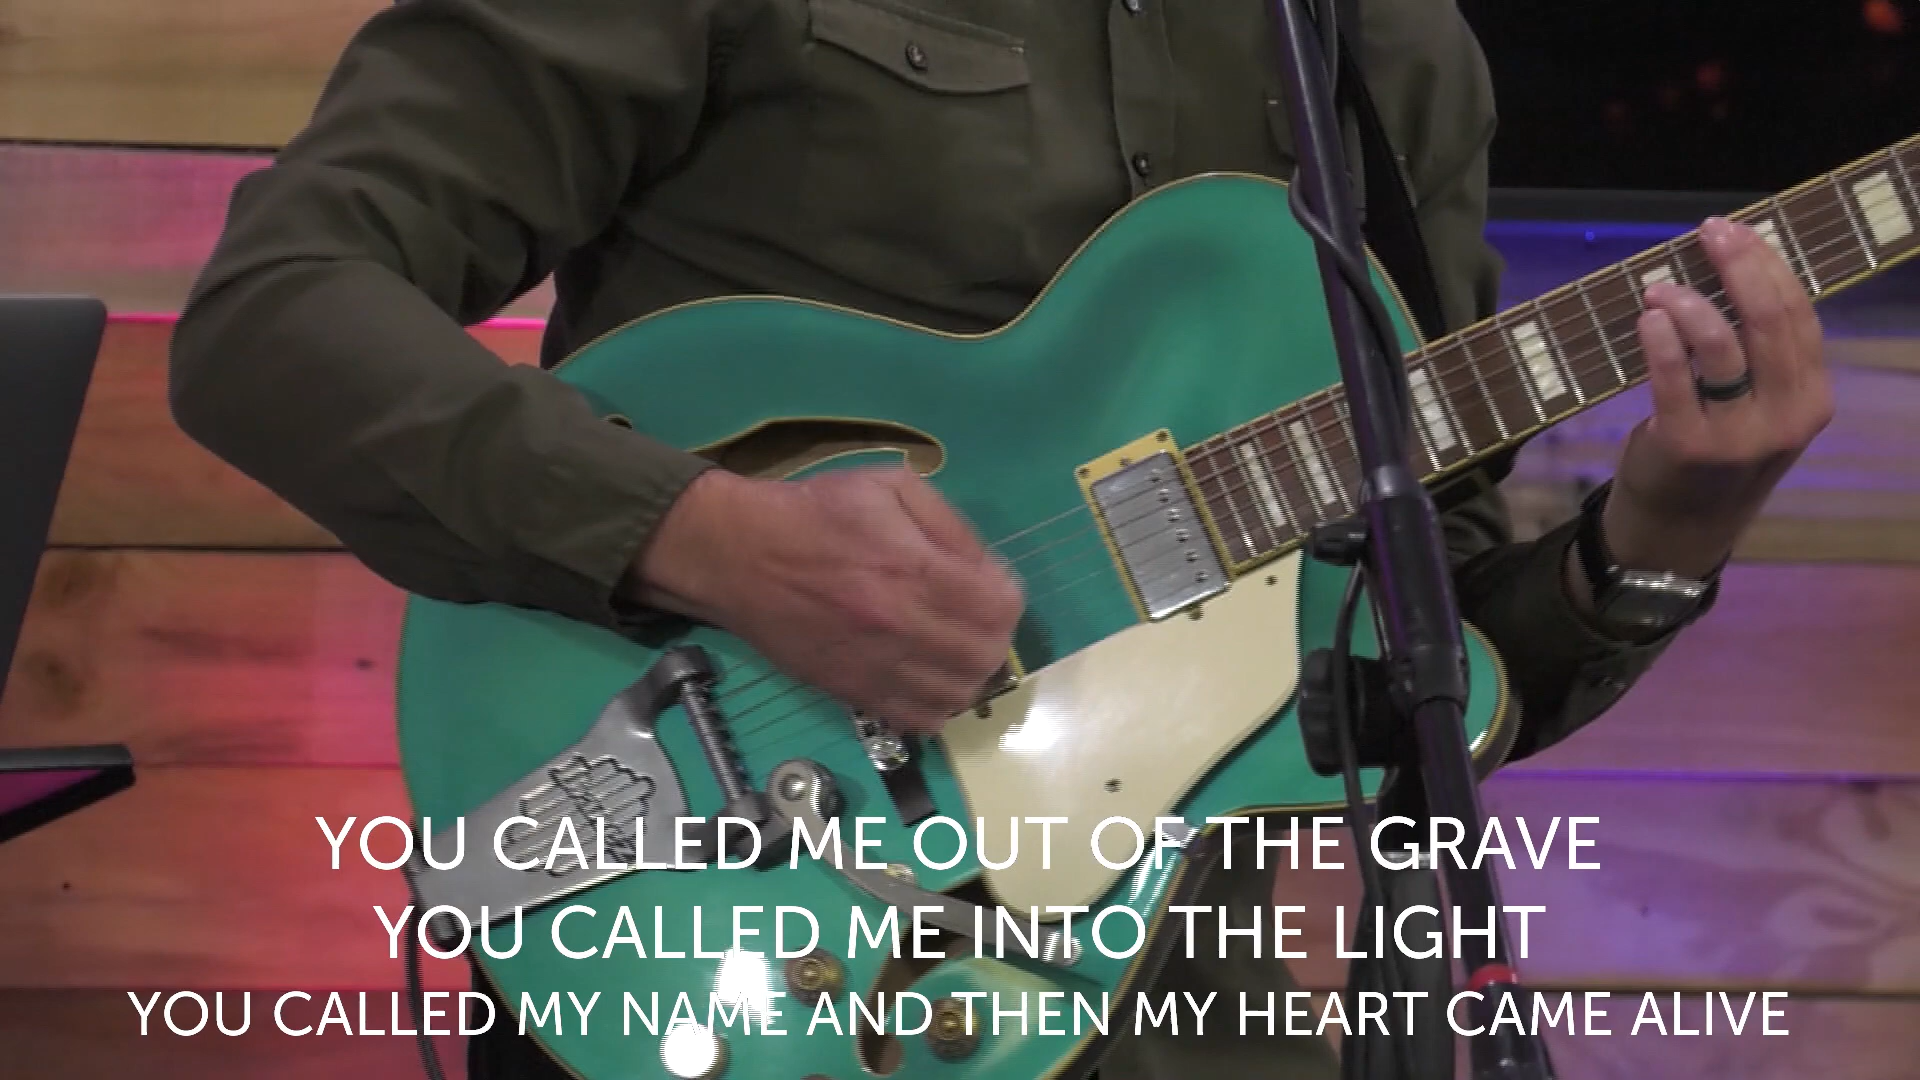 YOU CALLED ME OUT OF THE GRAVE
YOU CALLED ME INTO THE LIGHT
YOU CALLED MY NAME AND THEN MY HEART CAME ALIVE